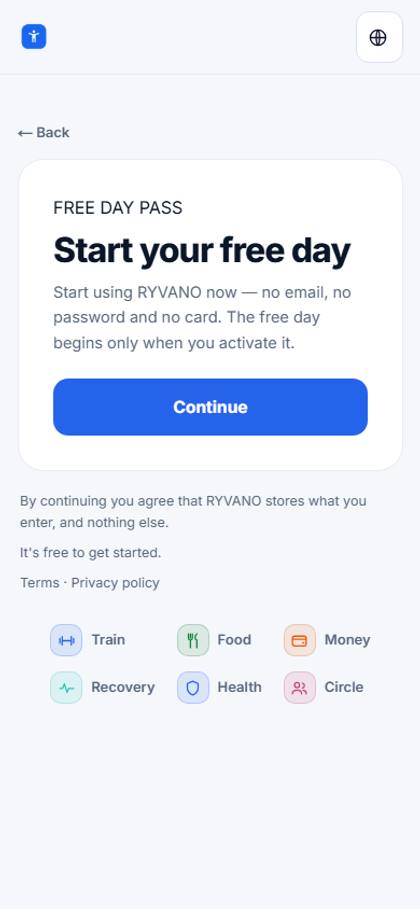 ← Back
FREE DAY PASS
Start your free day
Start using RYVANO now — no email, no
password and no card. The free day
begins only when you activate it.
Continue
By continuing you agree that RYVANO stores what you
enter, and nothing else.
It's free to get started.
Terms · Privacy policy
Train
Food
Money
Recovery
Health
Circle